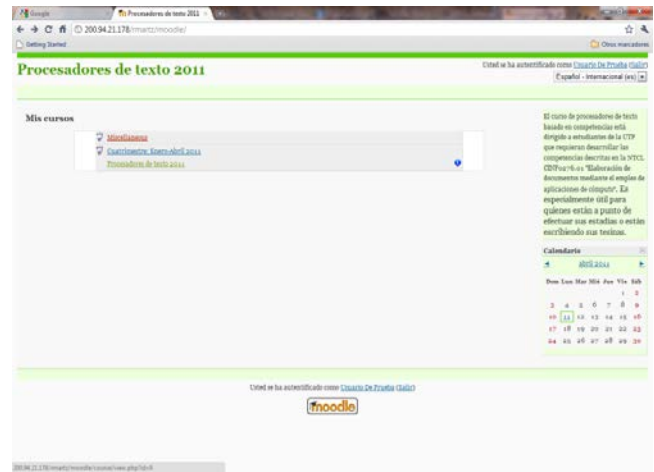 Google
Procesadores de texto 2011
200.94.21.178/rmartz/moodle/
Getting Started
Otros marcadores
Procesadores de texto 2011
Usted se ha autentificado como Usuario De Prueba (Salir)
Español - Internacional (es)
Mis cursos
Miscellaneous
Cuatrimestre: Enero-Abril 2011
Procesadores de texto 2011
El curso de procesadores de texto
basado en competencias está
dirigido a estudiantes de la UTP
que requieran desarrollar las
competencias descritas en la NTCL
CINF0276.01 "Elaboración de
documentos mediante el empleo de
aplicaciones de cómputo". Es
especialmente útil para
quienes están a punto de
efectuar sus estadías o están
escribiendo sus tesinas.
Calendario
abril 2011
Dom Lun Mar Mié Jue Vie Sáb
1 2
3 4 5 6 7 8 9
10 11 12 13 14 15 16
17 18 19 20 21 22 23
24 25 26 27 28 29 30
Usted se ha autentificado como Usuario De Prueba (Salir)
moodle